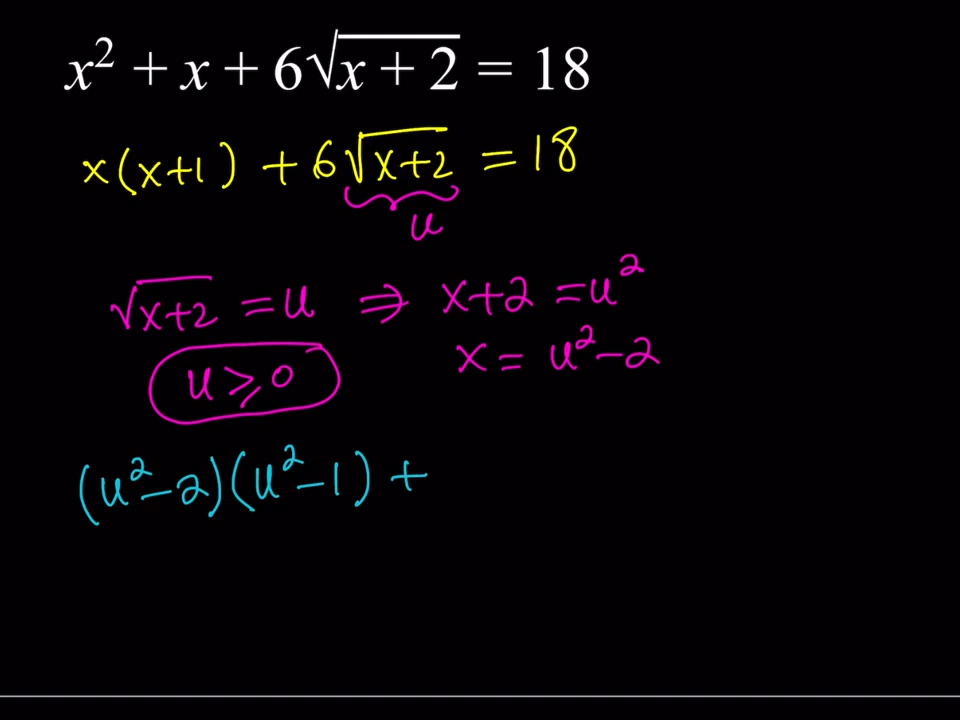 x² + x + 6√(x + 2) = 18
x(x+1) + 6√(x+2) = 18
u
√(x+2) = u ⇒ x+2 = u²
u ⩾ 0 x = u² - 2
(u² - 2)(u² - 1) +